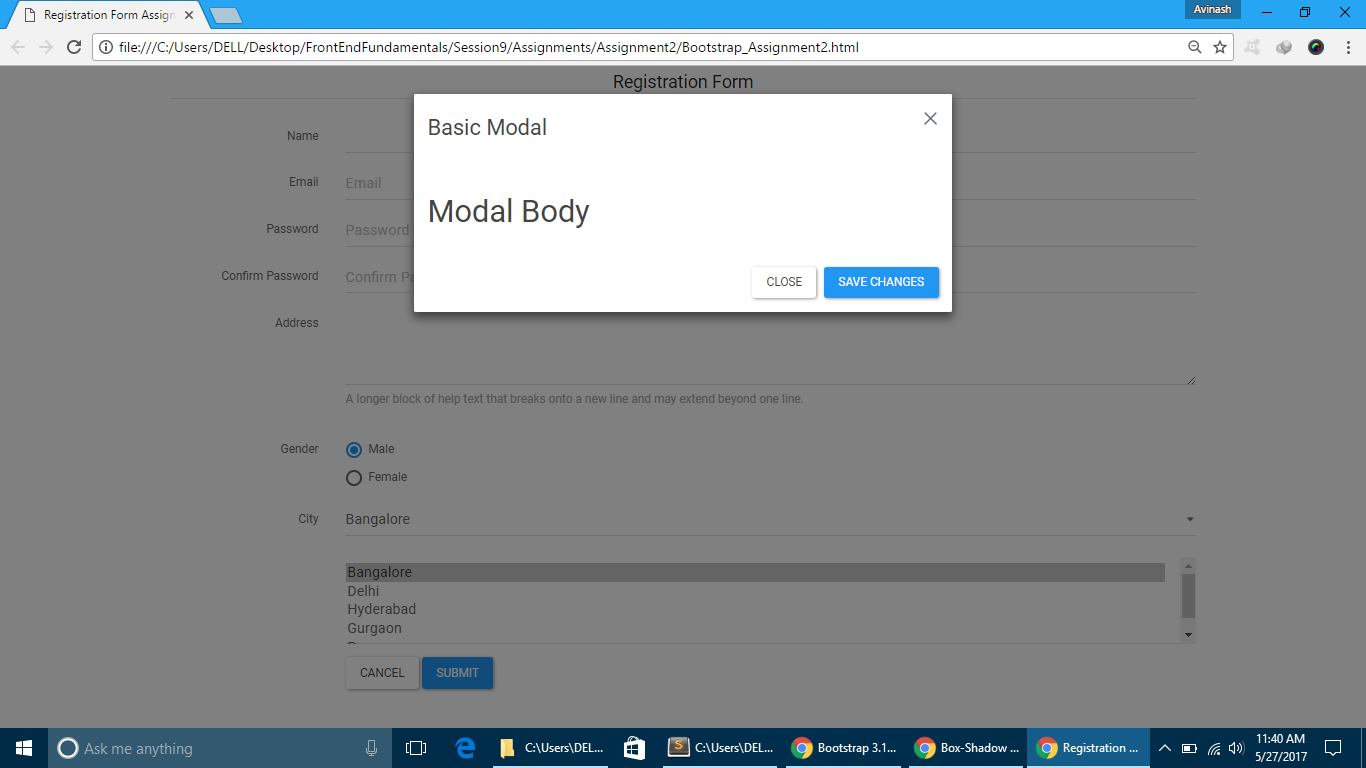 Registration Form Assign
Avinash
file:///C:/Users/DELL/Desktop/FrontEndFundamentals/Session9/Assignments/Assignment2/Bootstrap_Assignment2.html
Registration Form
Basic Modal
Name
Email Email
Modal Body
Password Password
Confirm Password Confirm Pa
CLOSE SAVE CHANGES
Address
A longer block of help text that breaks onto a new line and may extend beyond one line.
Gender Male
Female
City Bangalore
Bangalore
Delhi
Hyderabad
Gurgaon
CANCEL SUBMIT
Ask me anything
C:\Users\DEL... C:\Users\DEL... Bootstrap 3.1... Box-Shadow ... Registration ...
11:40 AM
5/27/2017